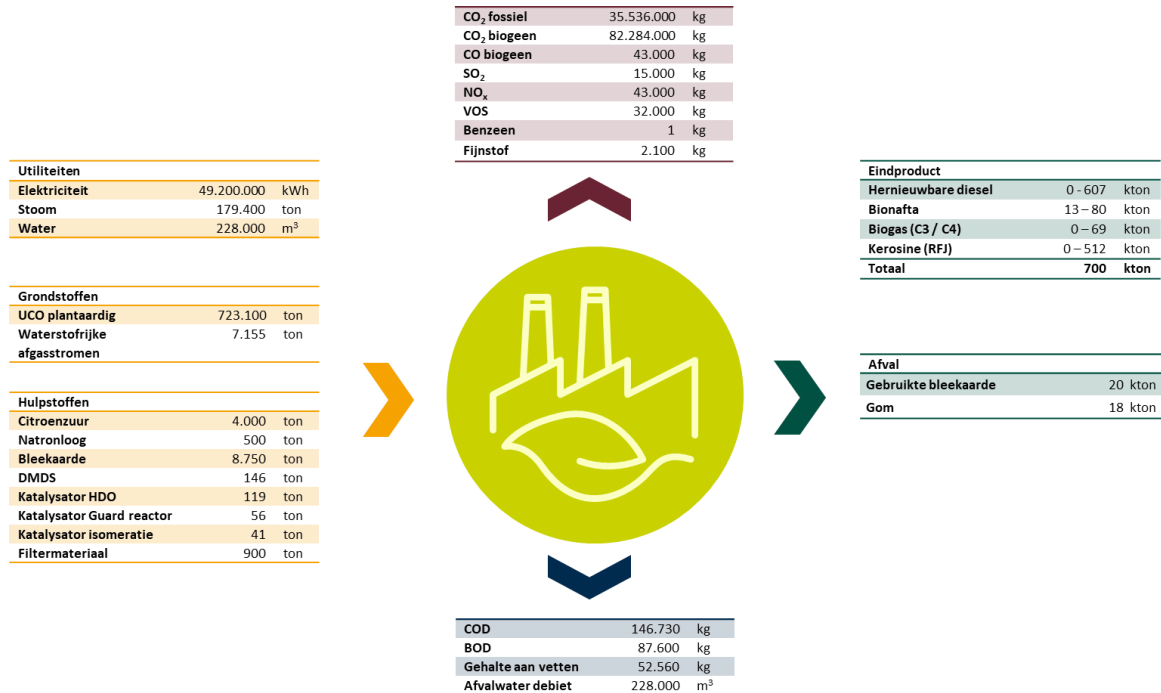 CO₂ fossiel 35.536.000 kg
CO₂ biogeen 82.284.000 kg
CO biogeen 43.000 kg
SO₂ 15.000 kg
NOₓ 43.000 kg
VOS 32.000 kg
Benzeen 1 kg
Fijnstof 2.100 kg
Utiliteiten
Elektriciteit 49.200.000 kWh
Stoom 179.400 ton
Water 228.000 m³
Grondstoffen
UCO plantaardig 723.100 ton
Waterstofrijke 7.155 ton
afgasstromen
Hulpstoffen
Citroenzuur 4.000 ton
Natronloog 500 ton
Bleekaarde 8.750 ton
DMDS 146 ton
Katalysator HDO 119 ton
Katalysator Guard reactor 56 ton
Katalysator isomeratie 41 ton
Filtermateriaal 900 ton
Eindproduct
Hernieuwbare diesel 0 - 607 kton
Bionafta 13 – 80 kton
Biogas (C3 / C4) 0 – 69 kton
Kerosine (RFJ) 0 – 512 kton
Totaal 700 kton
Afval
Gebruikte bleekaarde 20 kton
Gom 18 kton
COD 146.730 kg
BOD 87.600 kg
Gehalte aan vetten 52.560 kg
Afvalwater debiet 228.000 m³